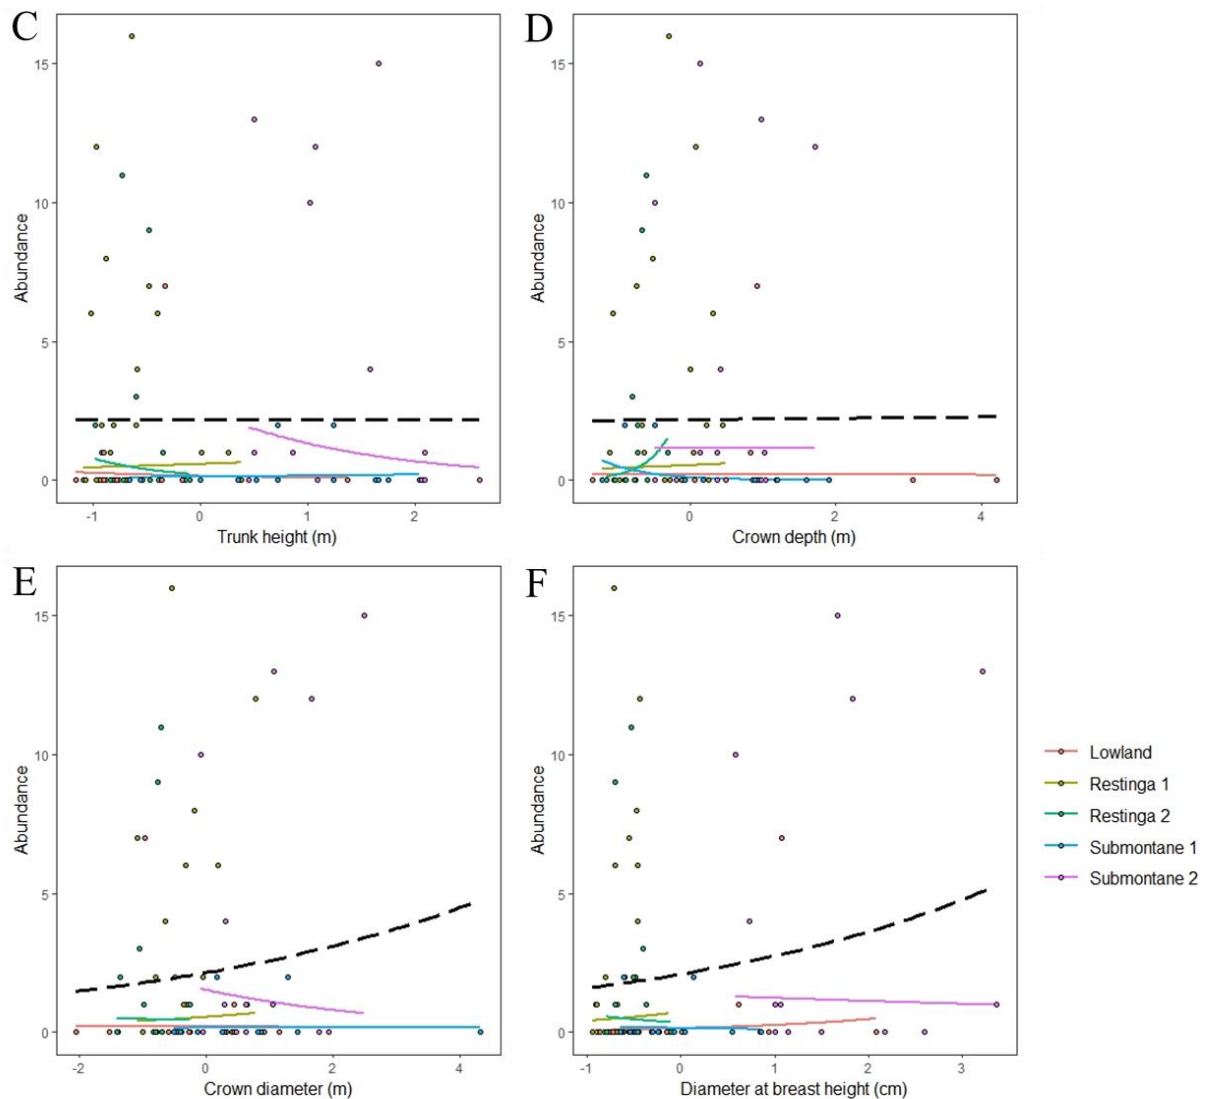 C
15
10
5
0
Abundance
-1
0
1
2
Trunk height (m)
D
15
10
5
0
Abundance
0
2
4
Crown depth (m)
E
15
10
5
0
Abundance
-2
0
2
4
Crown diameter (m)
F
15
10
5
0
Abundance
-1
0
1
2
3
Diameter at breast height (cm)
Lowland
Restinga 1
Restinga 2
Submontane 1
Submontane 2